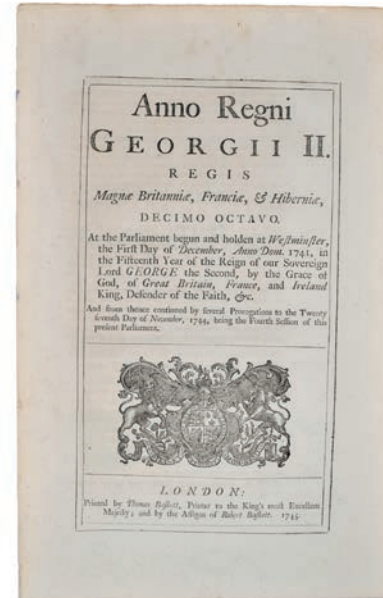 Anno Regni
GEORGII II.
REGIS
Magnæ Britanniæ, Franciæ, & Hiberniæ,
DECIMO OCTAVO.
At the Parliament begun and holden at Weſtminſter,
the Firſt Day of December, Anno Dom. 1741, in
the Fifteenth Year of the Reign of our Sovereign
Lord GEORGE the Second, by the Grace of
God, of Great Britain, France, and Ireland
King, Defender of the Faith, &c.
And from thence continued by ſeveral Prorogations to the Twenty
ſeventh Day of November, 1744, being the Fourth Seſſion of this
preſent Parliament.
LONDON:
Printed by Thomas Baſkett, Printer to the King's moſt Excellent
Majeſty; and by the Aſſigns of Robert Baſkett.